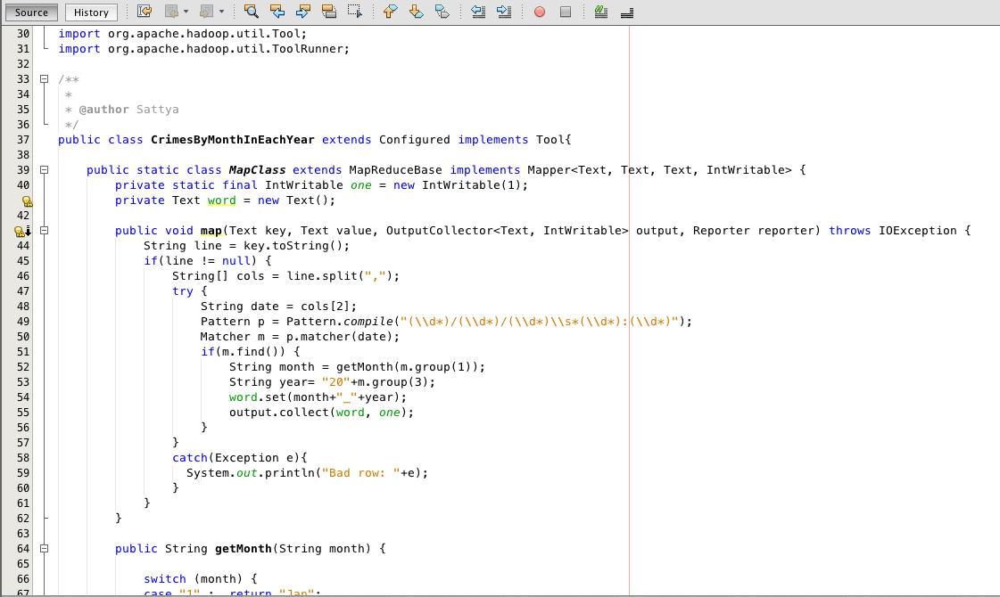 Source History
30 import org.apache.hadoop.util.Tool;
31 import org.apache.hadoop.util.ToolRunner;
32
33 /**
34 *
35 * @author Sattya
36 */
37 public class CrimesByMonthInEachYear extends Configured implements Tool{
38
39 public static class MapClass extends MapReduceBase implements Mapper<Text, Text, Text, IntWritable> {
40 private static final IntWritable one = new IntWritable(1);
private Text word = new Text();
42
public void map(Text key, Text value, OutputCollector<Text, IntWritable> output, Reporter reporter) throws IOException {
44 String line = key.toString();
45 if(line != null) {
46 String[] cols = line.split(",");
47 try {
48 String date = cols[2];
49 Pattern p = Pattern.compile("(\\d*)/(\\d*)/(\\d*)\\s*(\\d*):(\\d*)");
50 Matcher m = p.matcher(date);
51 if(m.find()) {
52 String month = getMonth(m.group(1));
53 String year= "20"+m.group(3);
54 word.set(month+"_"+year);
55 output.collect(word, one);
56 }
57 }
58 catch(Exception e){
59 System.out.println("Bad row: "+e);
60 }
61 }
62 }
63
64 public String getMonth(String month) {
65
66 switch (month) {
67 case "1" : return "Jan";